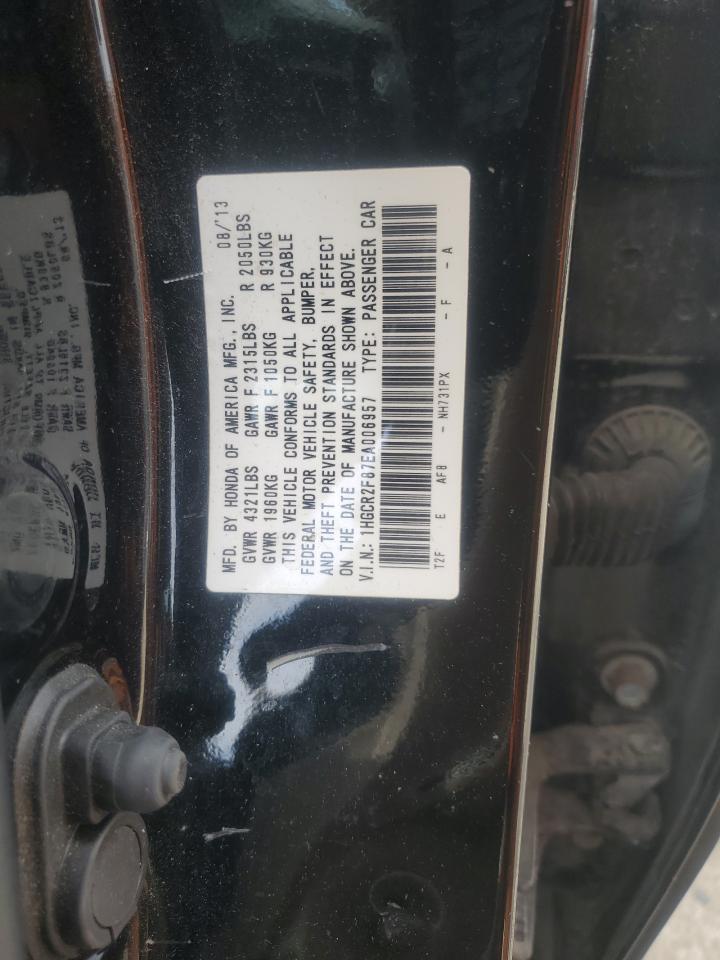 MFD. BY HONDA OF AMERICA MFG., INC. 08/'13
GVWR 4321LBS GAWR F 2315LBS R 2050LBS
GVWR 1960KG GAWR F 1050KG R 930KG
THIS VEHICLE CONFORMS TO ALL APPLICABLE
FEDERAL MOTOR VEHICLE SAFETY, BUMPER,
AND THEFT PREVENTION STANDARDS IN EFFECT
ON THE DATE OF MANUFACTURE SHOWN ABOVE.
V.I.N.: 1HGCR2F87EA006957 TYPE: PASSENGER CAR
T2F E AF8 - NH731PX - F - A